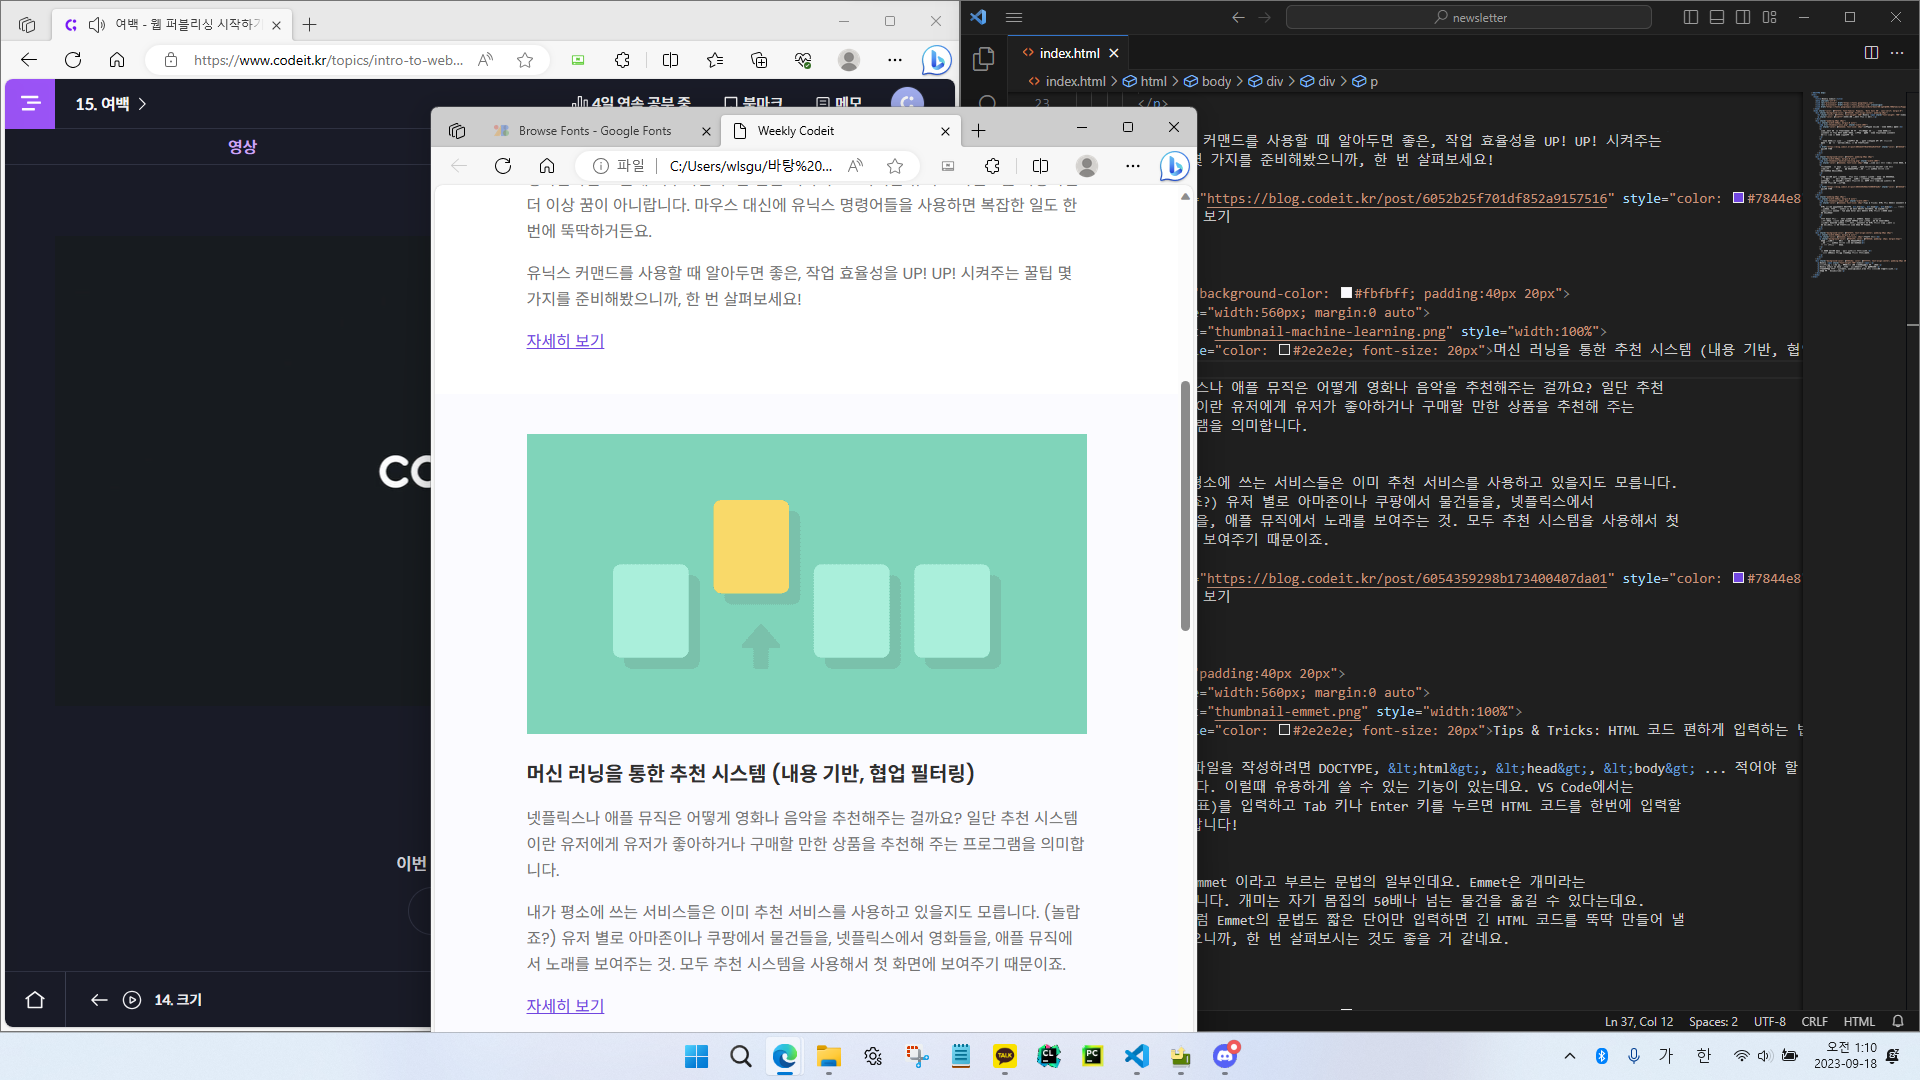 여백 - 웹 퍼블리싱 시작하기
https://www.codeit.kr/topics/intro-to-web...
15. 여백
4일 연속 공부 중
북마크
메모
영상
CO
이번
14. 크기
Browse Fonts - Google Fonts
Weekly Codeit
파일
C:/Users/wlsgu/바탕%20...
더 이상 꿈이 아니랍니다. 마우스 대신에 유닉스 명령어들을 사용하면 복잡한 일도 한
번에 뚝딱하거든요.
유닉스 커맨드를 사용할 때 알아두면 좋은, 작업 효율성을 UP! UP! 시켜주는 꿀팁 몇
가지를 준비해봤으니까, 한 번 살펴보세요!
자세히 보기
머신 러닝을 통한 추천 시스템 (내용 기반, 협업 필터링)
넷플릭스나 애플 뮤직은 어떻게 영화나 음악을 추천해주는 걸까요? 일단 추천 시스템
이란 유저에게 유저가 좋아하거나 구매할 만한 상품을 추천해 주는 프로그램을 의미합
니다.
내가 평소에 쓰는 서비스들은 이미 추천 서비스를 사용하고 있을지도 모릅니다. (놀랍
죠?) 유저 별로 아마존이나 쿠팡에서 물건들을, 넷플릭스에서 영화들을, 애플 뮤직에
서 노래를 보여주는 것. 모두 추천 시스템을 사용해서 첫 화면에 보여주기 때문이죠.
자세히 보기
newsletter
index.html
index.html > html > body > div > div > p
23 </p>
커맨드를 사용할 때 알아두면 좋은, 작업 효율성을 UP! UP! 시켜주는
몇 가지를 준비해봤으니까, 한 번 살펴보세요!
="https://blog.codeit.kr/post/6052b25f701df852a9157516" style="color: #7844e8
보기
"background-color: #fbfbff; padding:40px 20px">
="width:560px; margin:0 auto">
="thumbnail-machine-learning.png" style="width:100%">
le="color: #2e2e2e; font-size: 20px">머신 러닝을 통한 추천 시스템 (내용 기반, 협
스나 애플 뮤직은 어떻게 영화나 음악을 추천해주는 걸까요? 일단 추천
이란 유저에게 유저가 좋아하거나 구매할 만한 상품을 추천해 주는
램을 의미합니다.
평소에 쓰는 서비스들은 이미 추천 서비스를 사용하고 있을지도 모릅니다.
죠?) 유저 별로 아마존이나 쿠팡에서 물건들을, 넷플릭스에서
을, 애플 뮤직에서 노래를 보여주는 것. 모두 추천 시스템을 사용해서 첫
보여주기 때문이죠.
="https://blog.codeit.kr/post/6054359298b173400407da01" style="color: #7844e8
보기
"padding:40px 20px">
="width:560px; margin:0 auto">
="thumbnail-emmet.png" style="width:100%">
le="color: #2e2e2e; font-size: 20px">Tips & Tricks: HTML 코드 편하게 입력하는 법
파일을 작성하려면 DOCTYPE, &lt;html&gt;, &lt;head&gt;, &lt;body&gt; ... 적어야 할
다. 이럴때 유용하게 쓸 수 있는 기능이 있는데요. VS Code에서는
표)를 입력하고 Tab 키나 Enter 키를 누르면 HTML 코드를 한번에 입력할
합니다!
mmet 이라고 부르는 문법의 일부인데요. Emmet은 개미라는
니다. 개미는 자기 몸집의 50배나 넘는 물건을 옮길 수 있다는데요.
럼 Emmet의 문법도 짧은 단어만 입력하면 긴 HTML 코드를 뚝딱 만들어 낼
으니까, 한 번 살펴보시는 것도 좋을 거 같네요.
Ln 37, Col 12 Spaces: 2 UTF-8 CRLF HTML
가 한
오전 1:10
2023-09-18